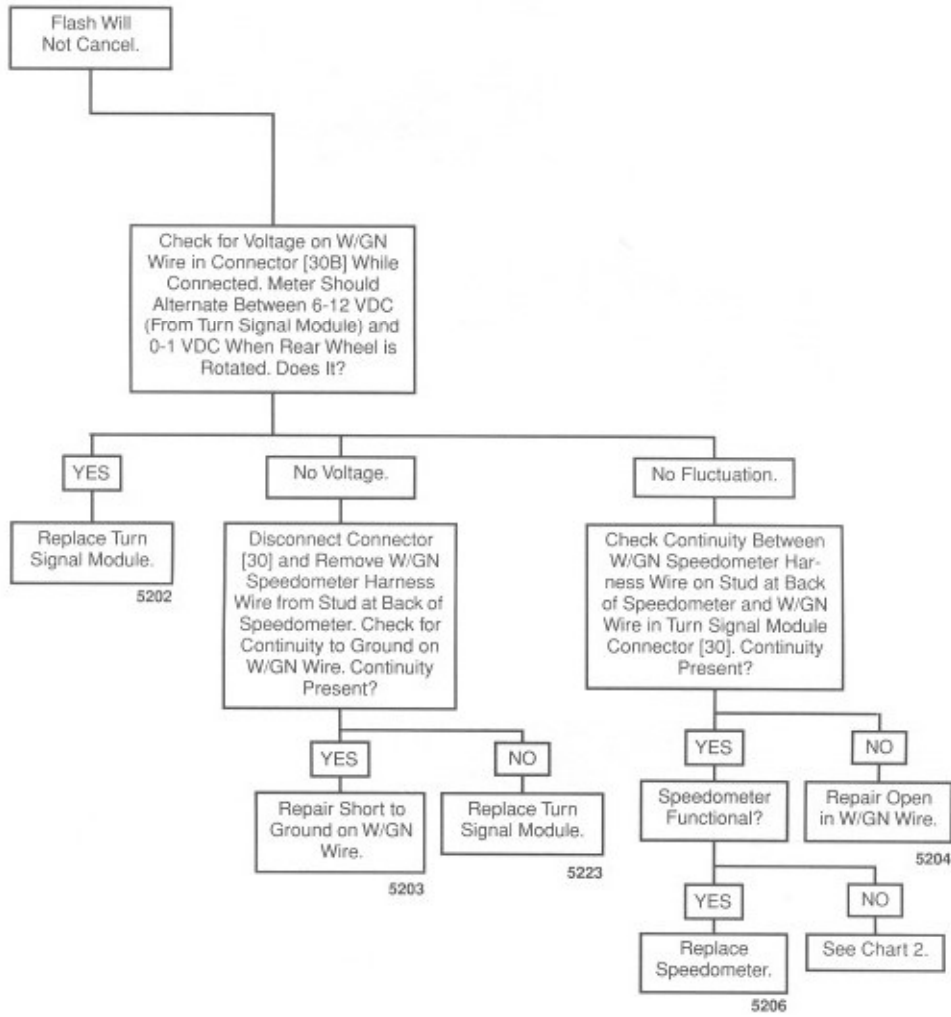 Flash Will
Not Cancel.
Check for Voltage on W/GN
Wire in Connector [30B] While
Connected. Meter Should
Alternate Between 6-12 VDC
(From Turn Signal Module) and
0-1 VDC When Rear Wheel is
Rotated. Does It?
YES
No Voltage.
No Fluctuation.
Replace Turn
Signal Module.
5202
Disconnect Connector
[30] and Remove W/GN
Speedometer Harness
Wire from Stud at Back of
Speedometer. Check for
Continuity to Ground on
W/GN Wire. Continuity
Present?
Check Continuity Between
W/GN Speedometer Har-
ness Wire on Stud at Back
of Speedometer and W/GN
Wire in Turn Signal Module
Connector [30]. Continuity
Present?
YES
NO
YES
NO
Repair Short to
Ground on W/GN
Wire.
5203
Replace Turn
Signal Module.
5223
Speedometer
Functional?
Repair Open
in W/GN Wire.
5204
YES
NO
Replace
Speedometer.
5206
See Chart 2.